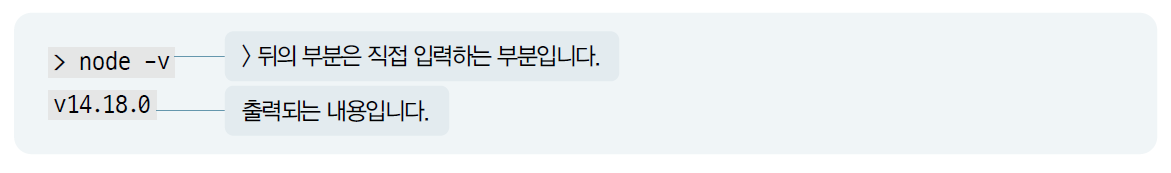 > node -v 〉 뒤의 부분은 직접 입력하는 부분입니다.
v14.18.0 출력되는 내용입니다.